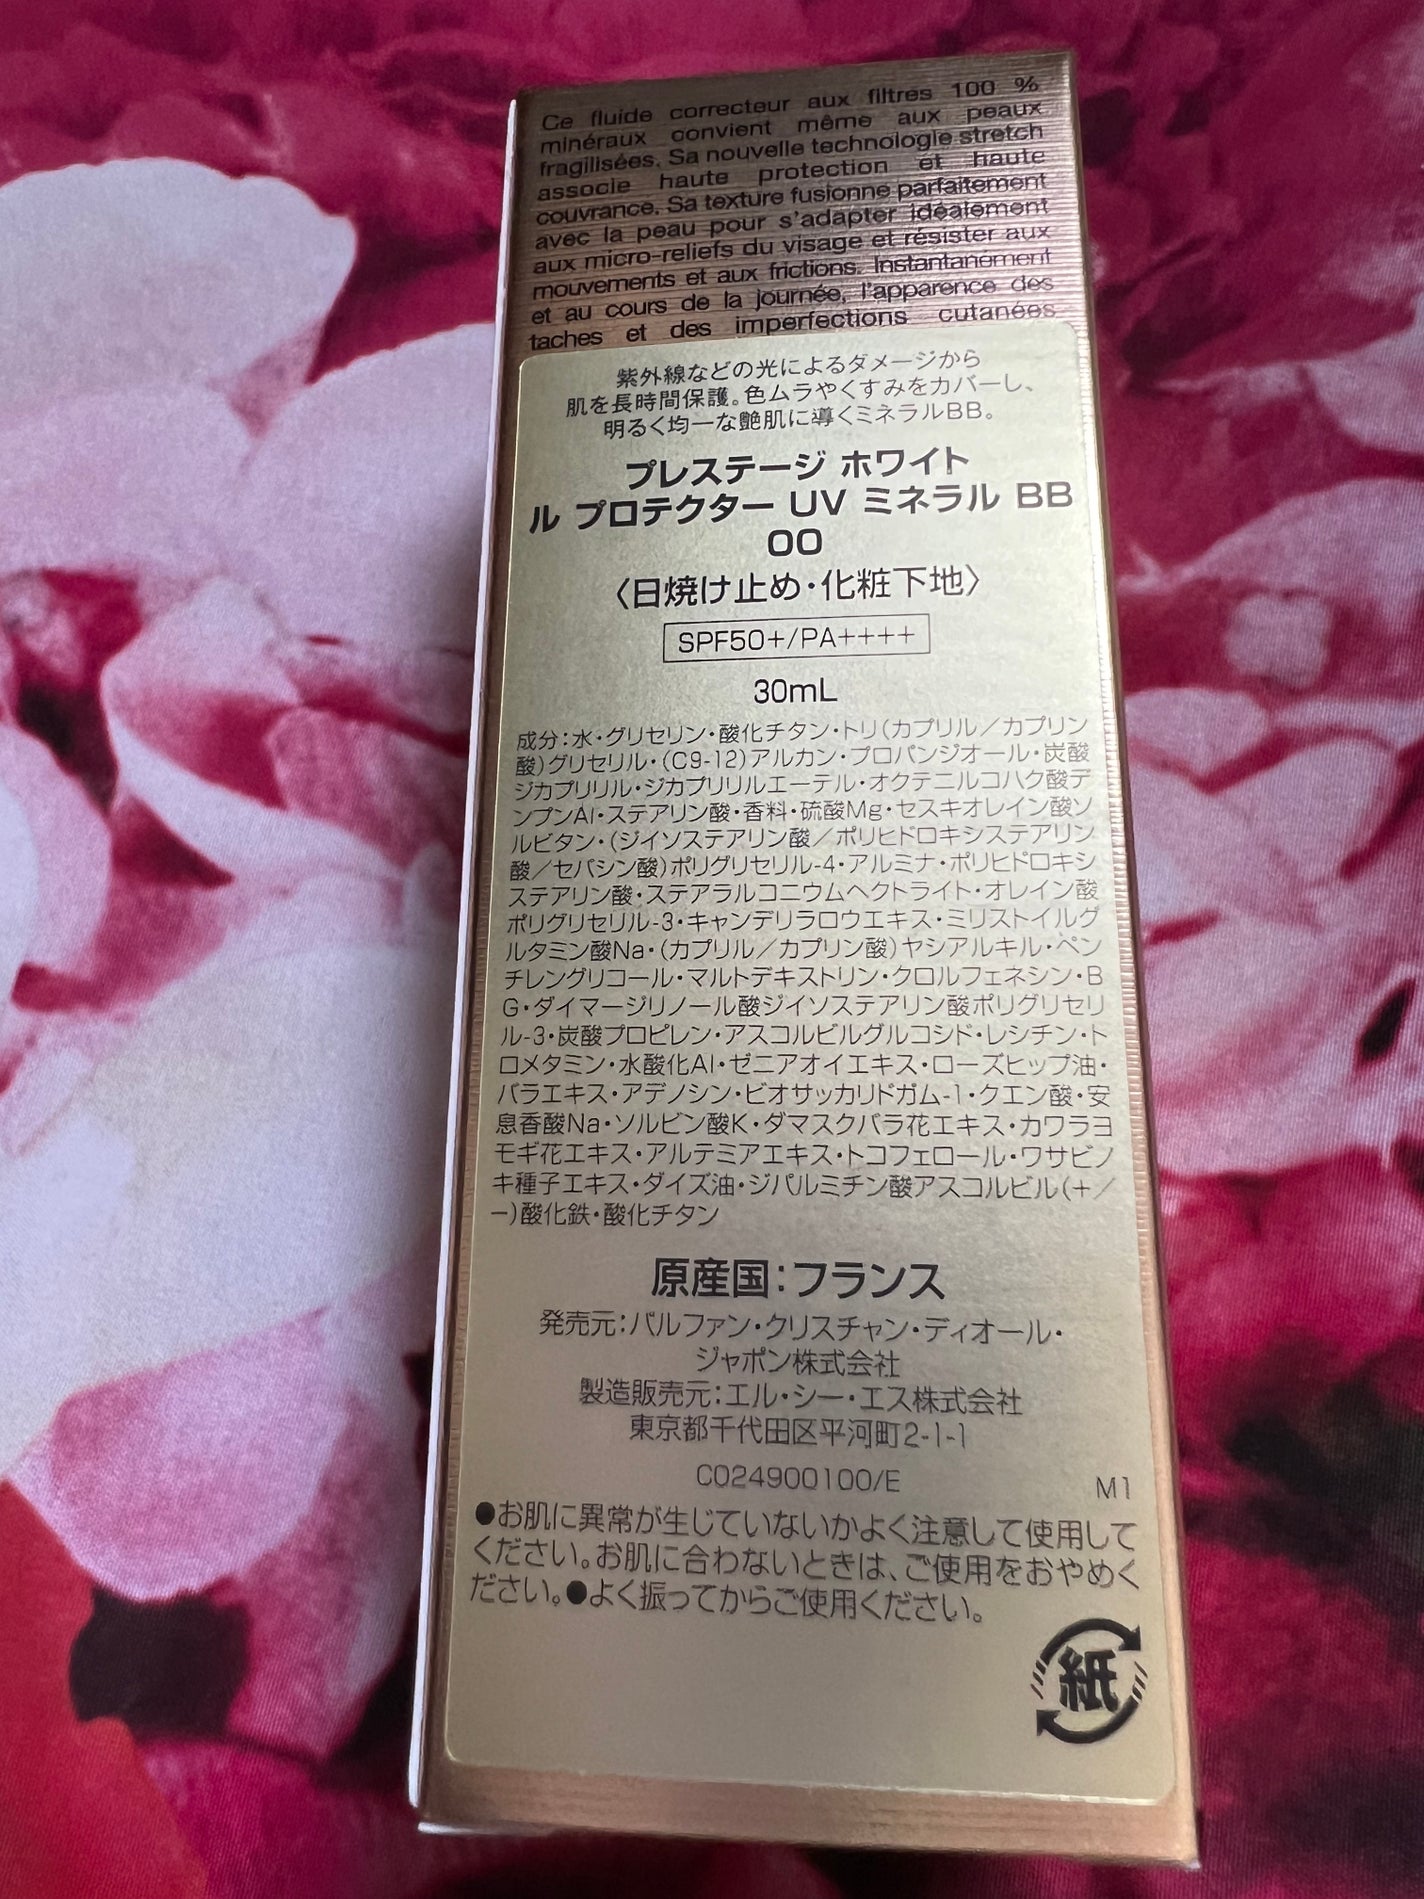 Ce fluide correcteur aux filtres 100 %
minéraux convient même aux peaux
fragilisées. Sa nouvelle technologie stretch
associe haute protection et haute
couvrance. Sa texture fusionne parfaitement
avec la peau pour s'adapter idéalement
aux micro-reliefs du visage et résister aux
mouvements et aux frictions. Instantanément
et au cours de la journée, l'apparence des
taches et des imperfections cutanées
紫外線などの光によるダメージから
肌を長時間保護。色ムラやくすみをカバーし、
明るく均一な艶肌に導くミネラルBB。
プレステージ ホワイト
ル プロテクター UV ミネラル BB
00
〈日焼け止め・化粧下地〉
SPF50+/PA++++
30mL
成分：水・グリセリン・酸化チタン・トリ(カプリル／カプリン
酸)グリセリル・(C9-12)アルカン・プロパンジオール・炭酸
ジカプリリル・ジカプリリルエーテル・オクテニルコハク酸デ
ンプンAl・ステアリン酸・香料・硫酸Mg・セスキオレイン酸ソ
ルビタン・(ジイソステアリン酸／ポリヒドロキシステアリン
酸／セバシン酸)ポリグリセリル-4・アルミナ・ポリヒドロキシ
ステアリン酸・ステアラルコニウムヘクトライト・オレイン酸
ポリグリセリル-3・キャンデリラロウエキス・ミリストイルグ
ルタミン酸Na・(カプリル／カプリン酸)ヤシアルキル・ペン
チレングリコール・マルトデキストリン・クロルフェネシン・B
G・ダイマージリノール酸ジイソステアリン酸ポリグリセリ
ル-3・炭酸プロピレン・アスコルビルグルコシド・レシチン・ト
ロメタミン・水酸化Al・ゼニアオイエキス・ローズヒップ油・
バラエキス・アデノシン・ビオサッカリドガム-1・クエン酸・安
息香酸Na・ソルビン酸K・ダマスクバラ花エキス・カワラヨ
モギ花エキス・アルテミアエキス・トコフェロール・ワサビノ
キ種子エキス・ダイズ油・ジパルミチン酸アスコルビル(+／
-)酸化鉄・酸化チタン
原産国：フランス
発売元：パルファン・クリスチャン・ディオール・
ジャポン株式会社
製造販売元：エル・シー・エス株式会社
東京都千代田区平河町2-1-1
C024900100/E M1
●お肌に異常が生じていないかよく注意して使用して
ください。お肌に合わないときは、ご使用をおやめく
ださい。●よく振ってからご使用ください。
紙